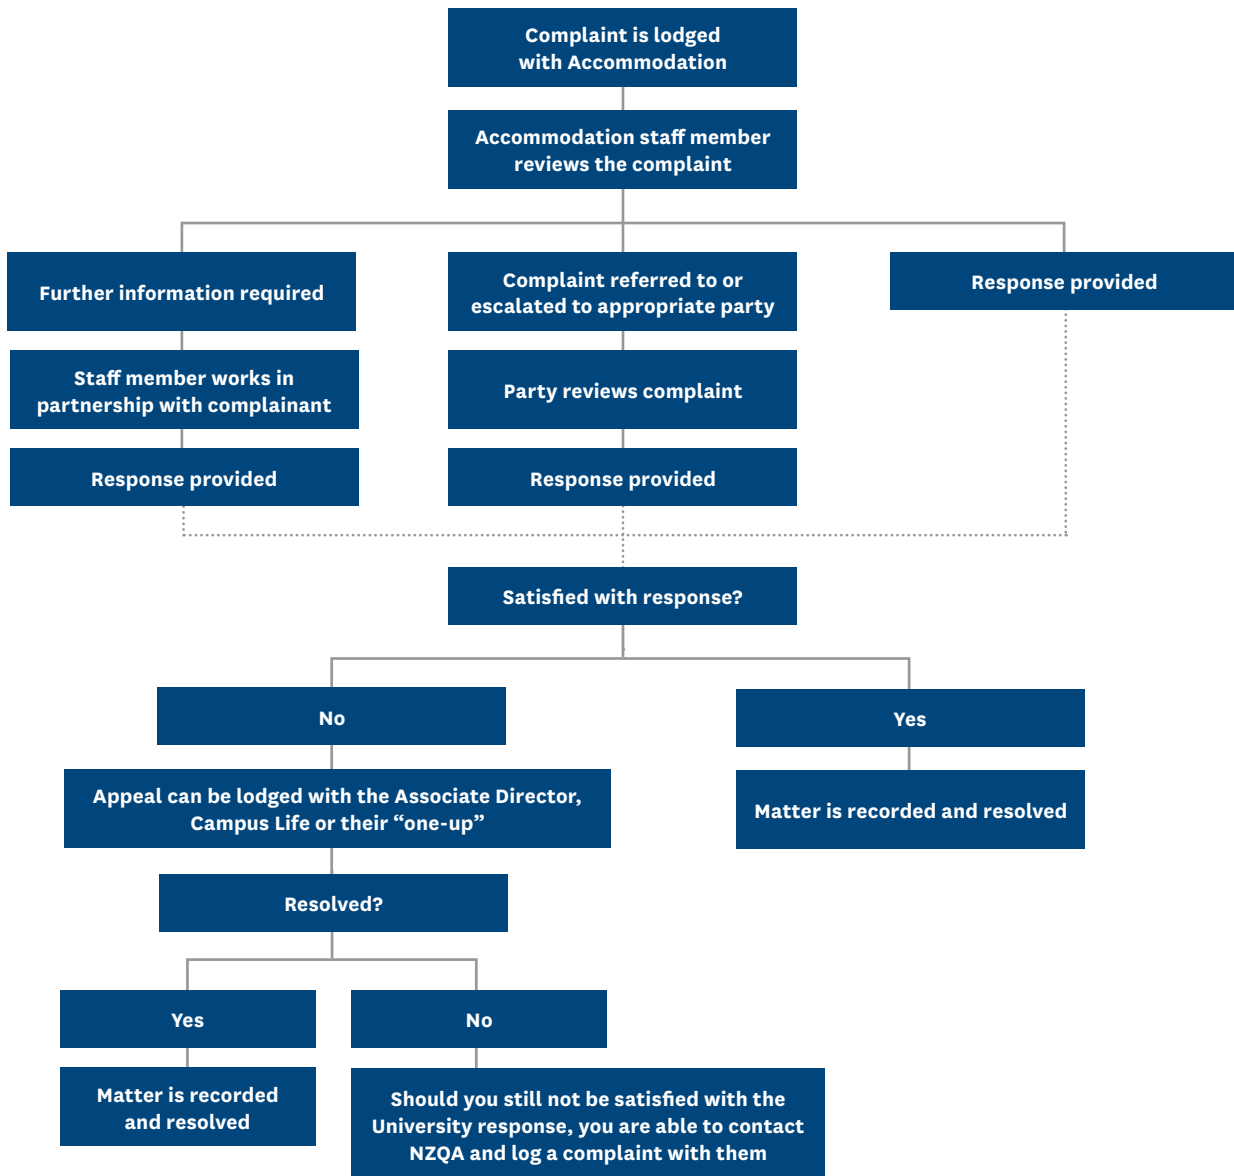 Complaint is lodged
with Accommodation
Accommodation staff member
reviews the complaint
Further information required
Complaint referred to or
escalated to appropriate party
Response provided
Staff member works in
partnership with complainant
Party reviews complaint
Response provided
Response provided
Satisfied with response?
No
Yes
Appeal can be lodged with the Associate Director,
Campus Life or their “one-up”
Matter is recorded and resolved
Resolved?
Yes
No
Matter is recorded
and resolved
Should you still not be satisfied with the
University response, you are able to contact
NZQA and log a complaint with them